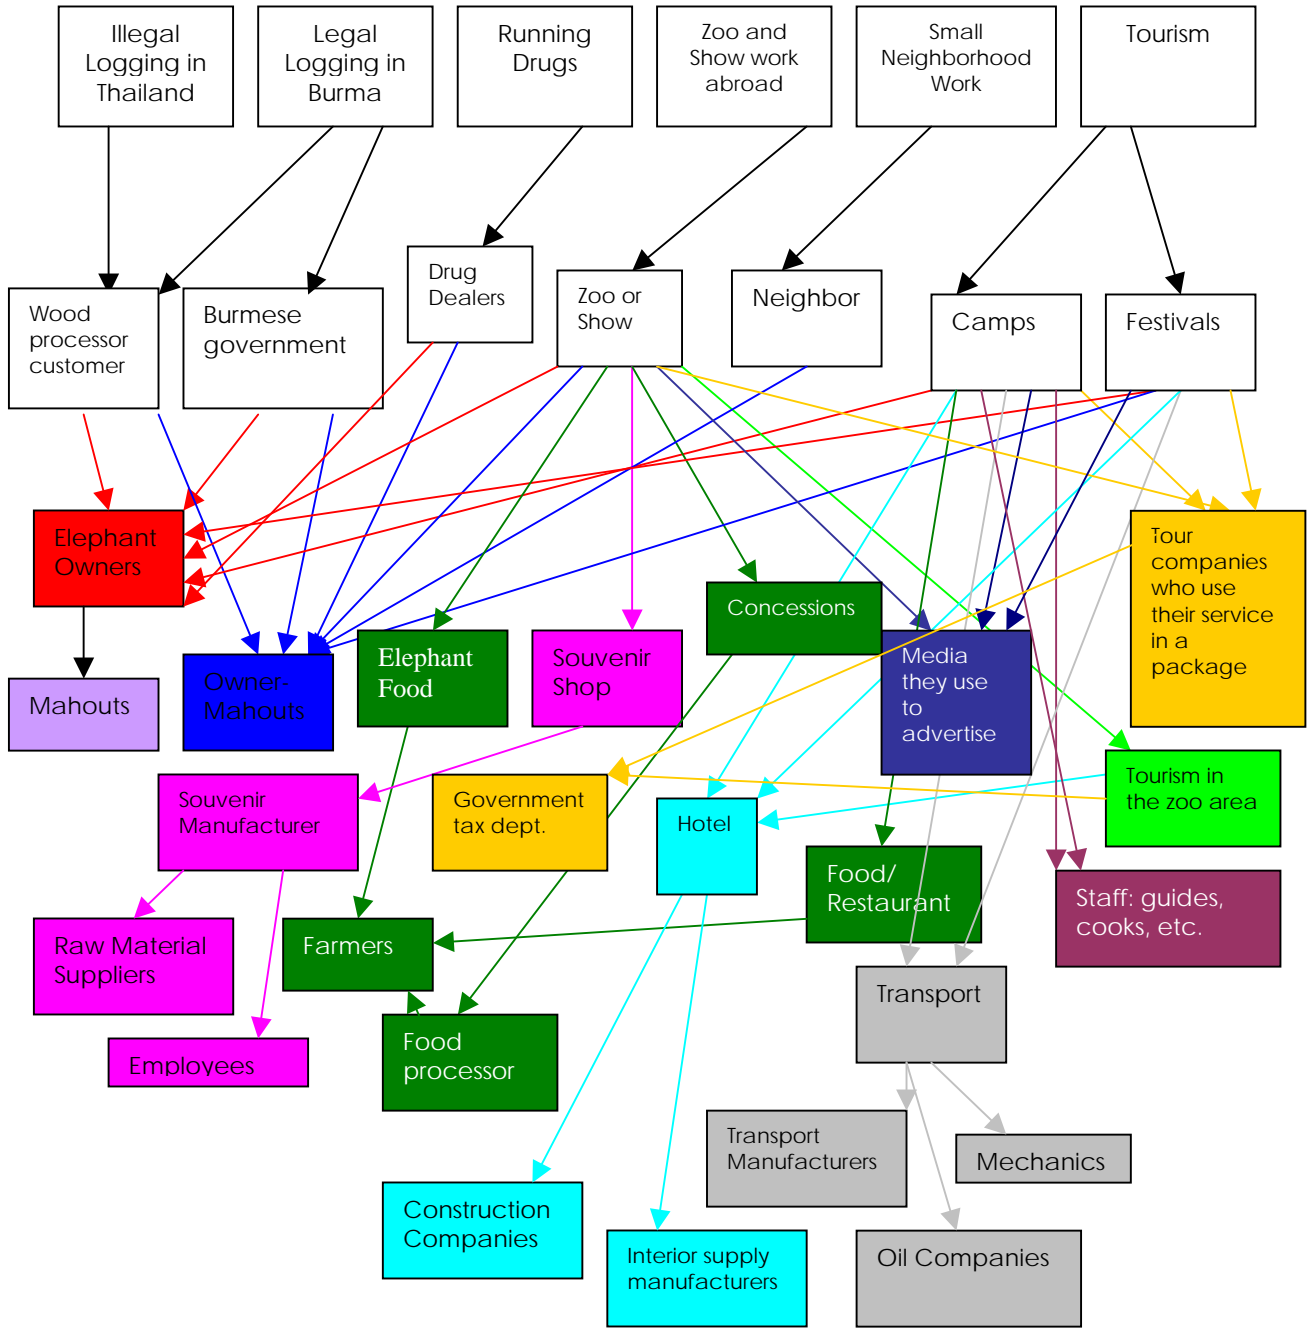 Illegal
Logging in
Thailand
Legal
Logging in
Burma
Running
Drugs
Zoo and
Show work
abroad
Small
Neighborhood
Work
Tourism
Wood
processor
customer
Burmese
government
Drug
Dealers
Zoo or
Show
Neighbor
Camps
Festivals
Elephant
Owners
Mahouts
Owner-
Mahouts
Elephant
Food
Souvenir
Shop
Concessions
Media
they use
to
advertise
Tour
companies
who use
their service
in a
package
Souvenir
Manufacturer
Government
tax dept.
Hotel
Tourism in
the zoo area
Food/
Restaurant
Staff: guides,
cooks, etc.
Raw Material
Suppliers
Farmers
Employees
Food
processor
Transport
Transport
Manufacturers
Mechanics
Construction
Companies
Interior supply
manufacturers
Oil Companies